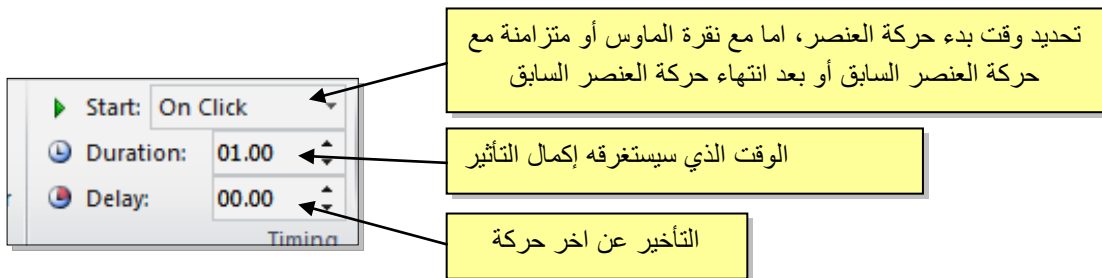 تحديد وقت بدء حركة العنصر، اما مع نقرة الماوس أو متزامنة مع
حركة العنصر السابق أو بعد انتهاء حركة العنصر السابق
Start: On Click
الوقت الذي سيستغرقه إكمال التأثير
Duration: 01.00
التأخير عن اخر حركة
Delay: 00.00
Timing